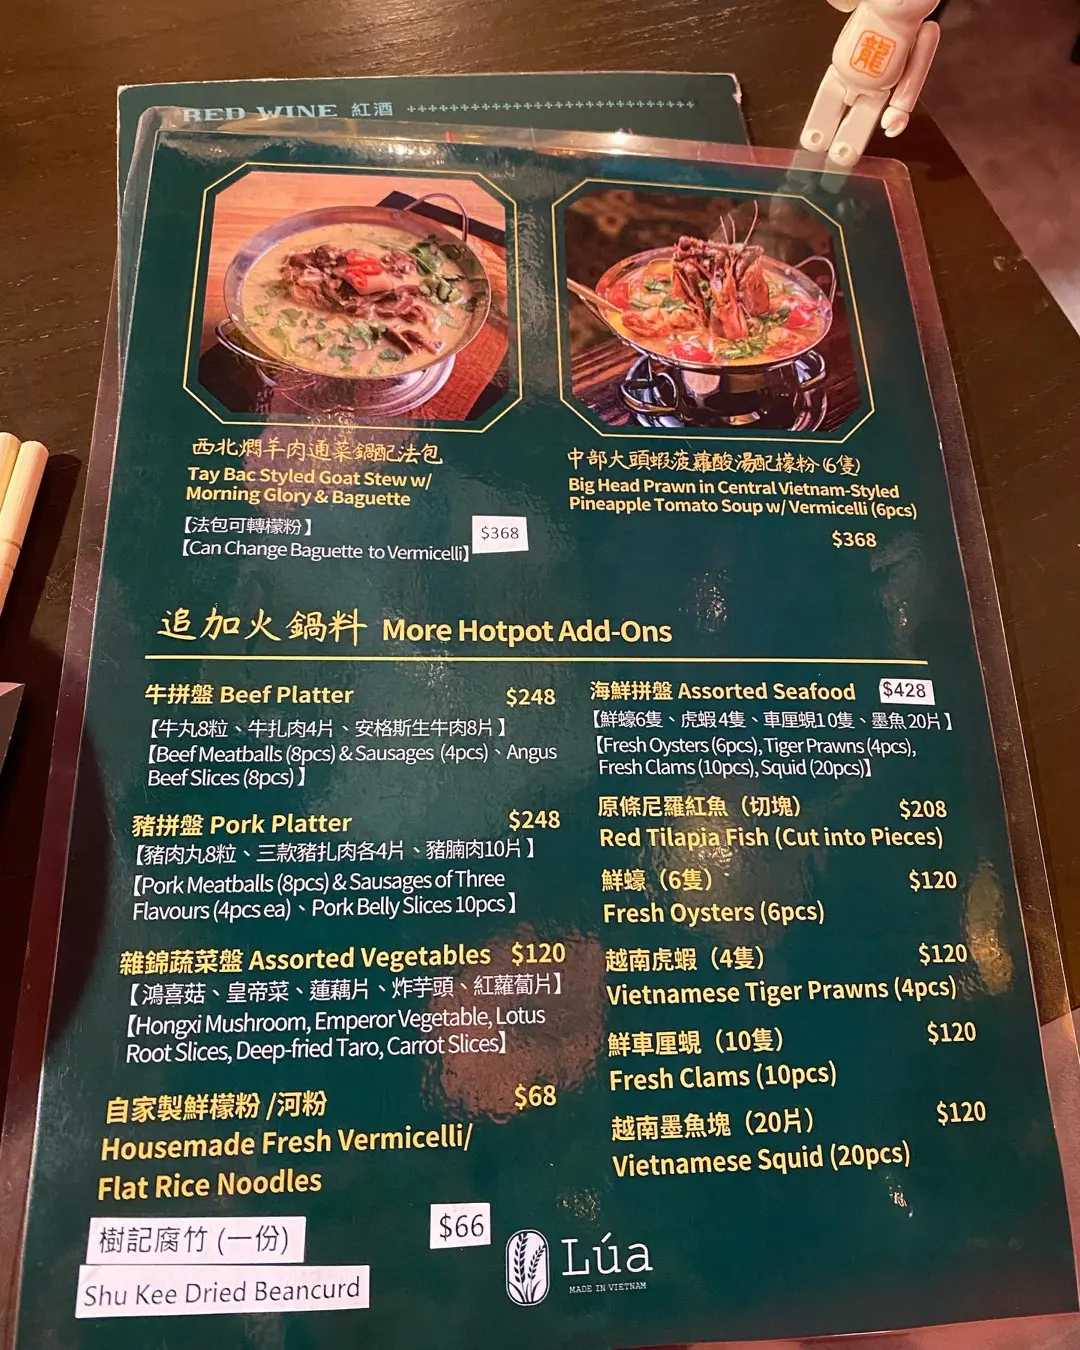 龍
RED WINE 紅酒
西北燜羊肉通菜鍋配法包
Tay Bac Styled Goat Stew w/
Morning Glory & Baguette
【法包可轉檬粉】
【Can Change Baguette to Vermicelli】
$368
中部大頭蝦菠蘿酸湯配檬粉(6隻)
Big Head Prawn in Central Vietnam-Styled
Pineapple Tomato Soup w/ Vermicelli (6pcs)
$368
追加火鍋料 More Hotpot Add-Ons
牛拼盤 Beef Platter $248
【牛丸8粒、牛扎肉4片、安格斯生牛肉8片】
【Beef Meatballs (8pcs) & Sausages (4pcs)、Angus
Beef Slices (8pcs)】
豬拼盤 Pork Platter $248
【豬肉丸8粒、三款豬扎肉各4片、豬腩肉10片】
【Pork Meatballs (8pcs) & Sausages of Three
Flavours (4pcs ea)、Pork Belly Slices 10pcs】
雜錦蔬菜盤 Assorted Vegetables $120
【鴻喜菇、皇帝菜、蓮藕片、炸芋頭、紅蘿蔔片】
【Hongxi Mushroom, Emperor Vegetable, Lotus
Root Slices, Deep-fried Taro, Carrot Slices】
自家製鮮檬粉 /河粉 $68
Housemade Fresh Vermicelli/
Flat Rice Noodles
樹記腐竹 (一份) $66
Shu Kee Dried Beancurd
海鮮拼盤 Assorted Seafood $428
【鮮蠔6隻、虎蝦4隻、車厘蜆10隻、墨魚20片】
【Fresh Oysters (6pcs), Tiger Prawns (4pcs),
Fresh Clams (10pcs), Squid (20pcs)】
原條尼羅紅魚（切塊） $208
Red Tilapia Fish (Cut into Pieces)
鮮蠔（6隻） $120
Fresh Oysters (6pcs)
越南虎蝦（4隻） $120
Vietnamese Tiger Prawns (4pcs)
鮮車厘蜆（10隻） $120
Fresh Clams (10pcs)
越南墨魚塊（20片） $120
Vietnamese Squid (20pcs)
Lúa
MADE IN VIETNAM